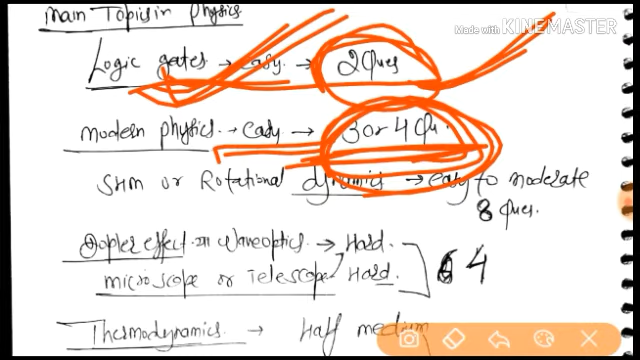 Main Topics in Physics
Made with KINEMASTER
Logic gates → easy → 2 Ques
Modern physics → easy → 3 or 4 Qu.
SHM or Rotational dynamics → easy to moderate
8 Ques.
Dopler effect in Waveoptics → Hard.
microscope or Telescope Hard.
4
Thermodynamics → Half medium